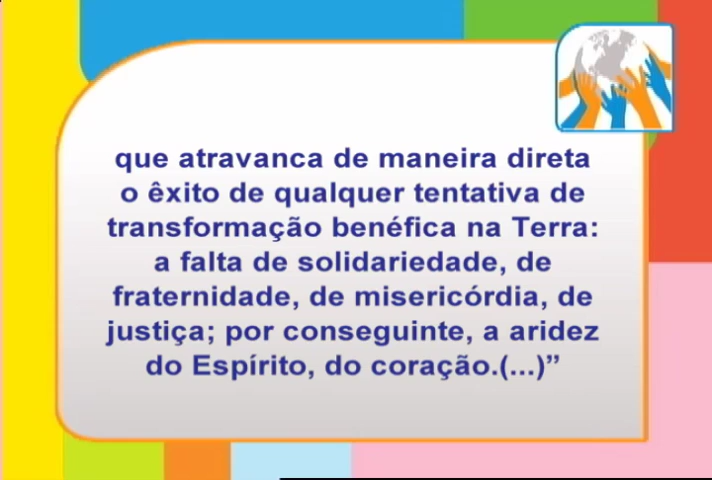 que atravanca de maneira direta
o êxito de qualquer tentativa de
transformação benéfica na Terra:
a falta de solidariedade, de
fraternidade, de misericórdia, de
justiça; por conseguinte, a aridez
do Espírito, do coração.(...)”